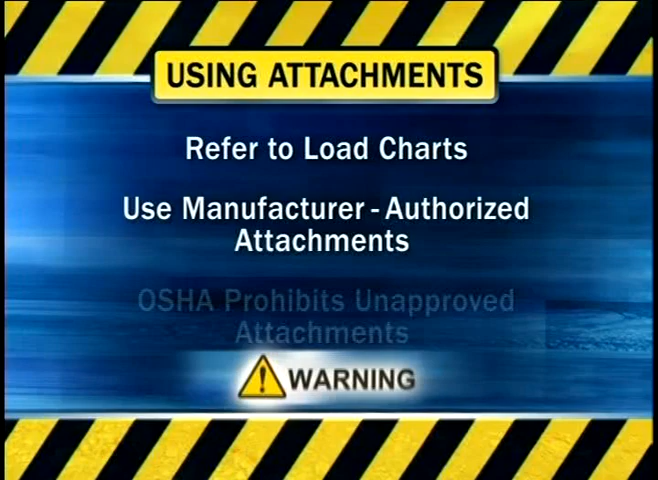 USING ATTACHMENTS
Refer to Load Charts
Use Manufacturer - Authorized
Attachments
OSHA Prohibits Unapproved
Attachments
WARNING